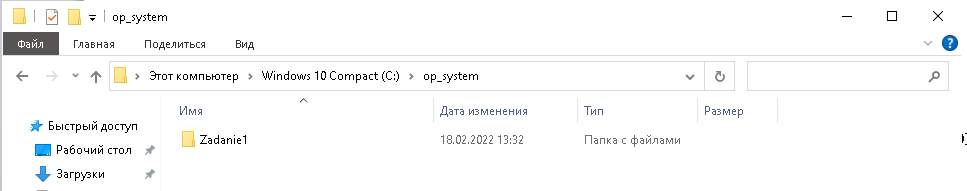 op_system
Файл Главная Поделиться Вид
Этот компьютер Windows 10 Compact (C:) op_system
Имя Дата изменения Тип Размер
Быстрый доступ
Zadanie1 18.02.2022 13:32 Папка с файлами
Рабочий стол
Загрузки